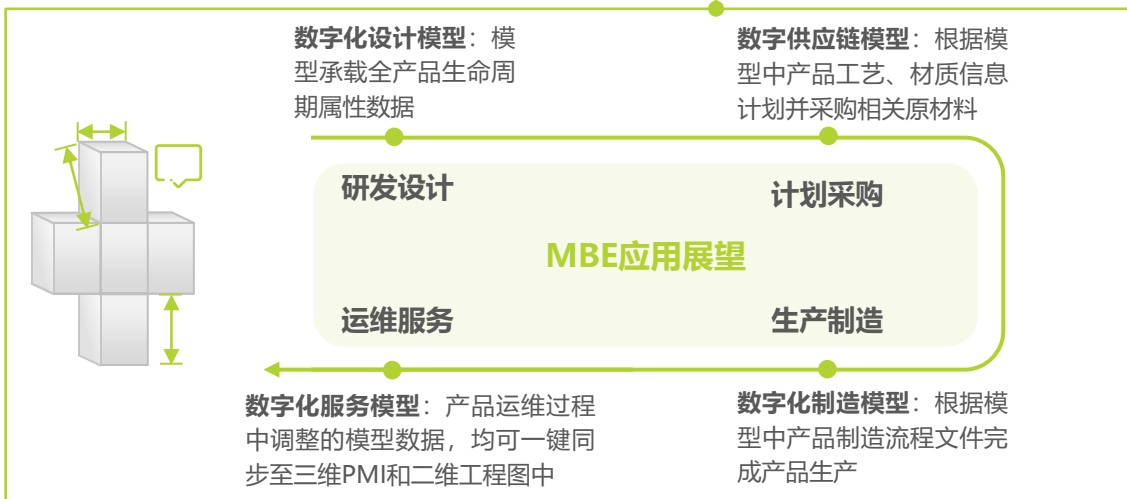 数字化设计模型：模
型承载全产品生命周
期属性数据
数字供应链模型：根据模
型中产品工艺、材质信息
计划并采购相关原材料
研发设计
计划采购
MBE应用展望
运维服务
生产制造
数字化服务模型：产品运维过程
中调整的模型数据，均可一键同
步至三维PMI和二维工程图中
数字化制造模型：根据模
型中产品制造流程文件完
成产品生产